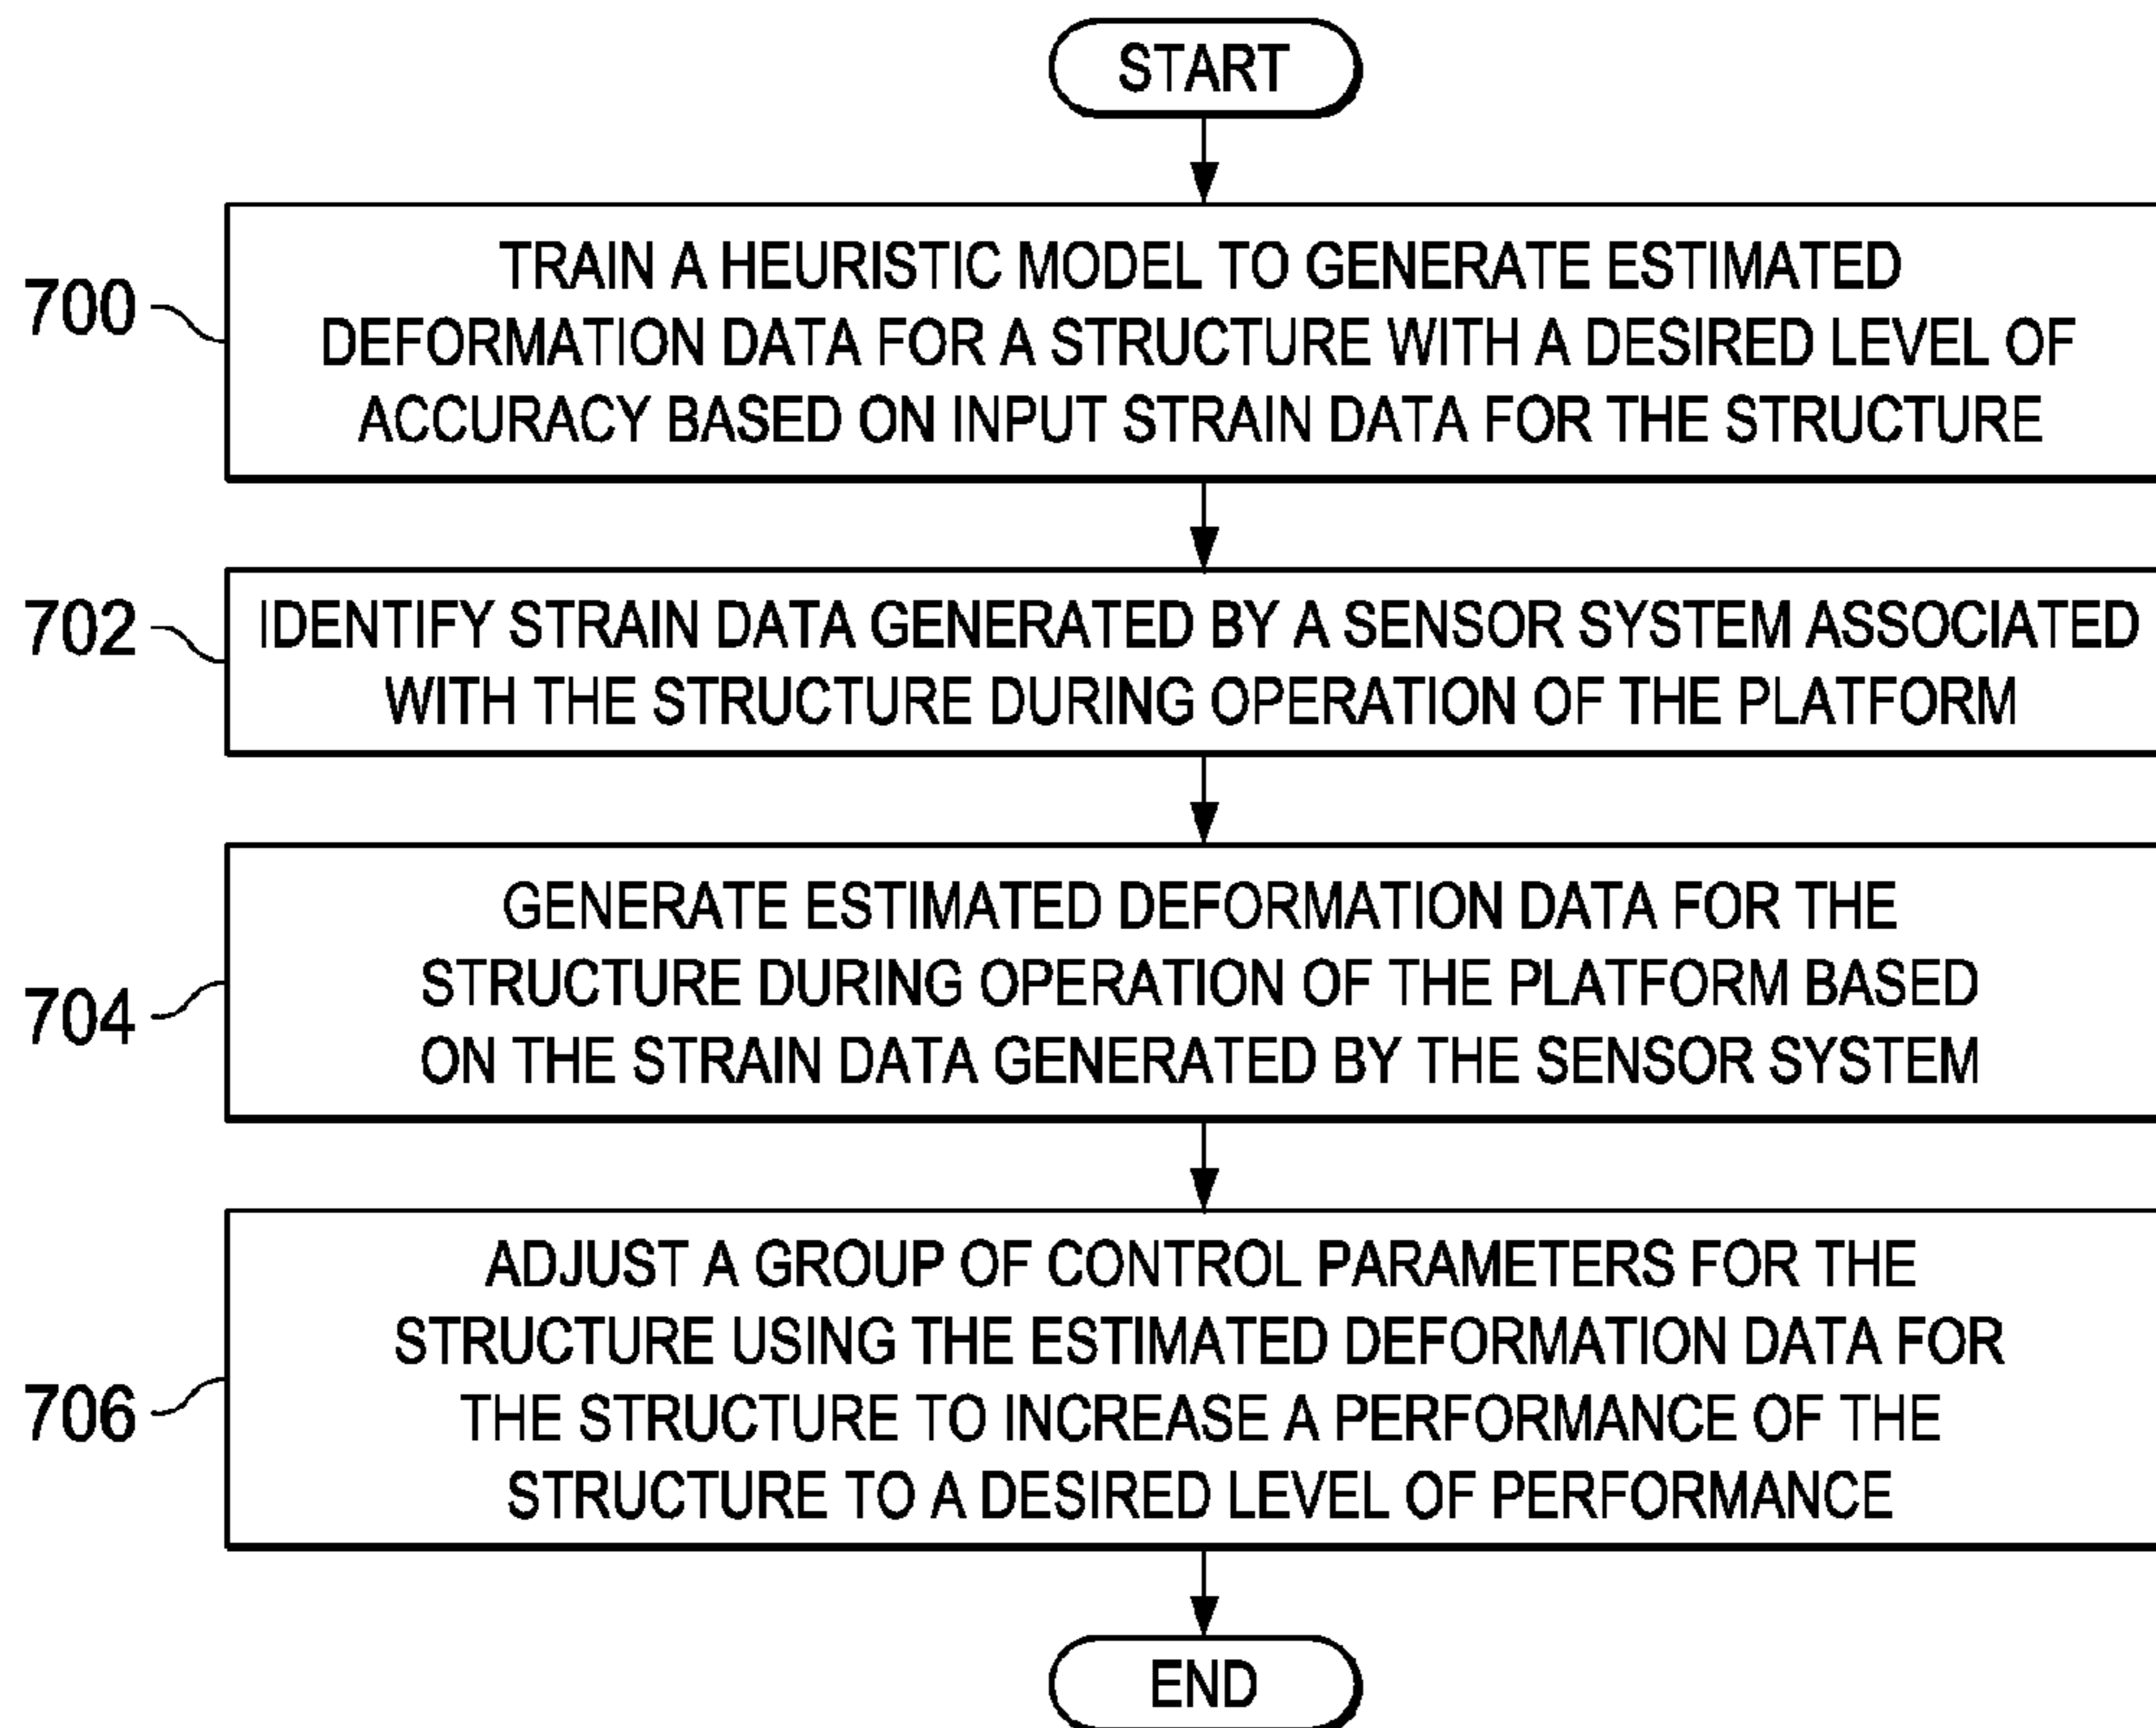 START
700
TRAIN A HEURISTIC MODEL TO GENERATE ESTIMATED
DEFORMATION DATA FOR A STRUCTURE WITH A DESIRED LEVEL OF
ACCURACY BASED ON INPUT STRAIN DATA FOR THE STRUCTURE
702
IDENTIFY STRAIN DATA GENERATED BY A SENSOR SYSTEM ASSOCIATED
WITH THE STRUCTURE DURING OPERATION OF THE PLATFORM
704
GENERATE ESTIMATED DEFORMATION DATA FOR THE
STRUCTURE DURING OPERATION OF THE PLATFORM BASED
ON THE STRAIN DATA GENERATED BY THE SENSOR SYSTEM
706
ADJUST A GROUP OF CONTROL PARAMETERS FOR THE
STRUCTURE USING THE ESTIMATED DEFORMATION DATA FOR
THE STRUCTURE TO INCREASE A PERFORMANCE OF THE
STRUCTURE TO A DESIRED LEVEL OF PERFORMANCE
END